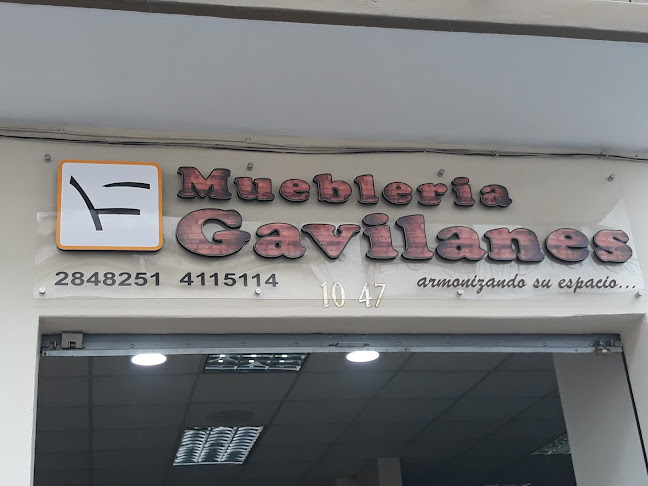 Muebleria
Gavilanes
2848251 4115114
armonizando su espacio...
10 47